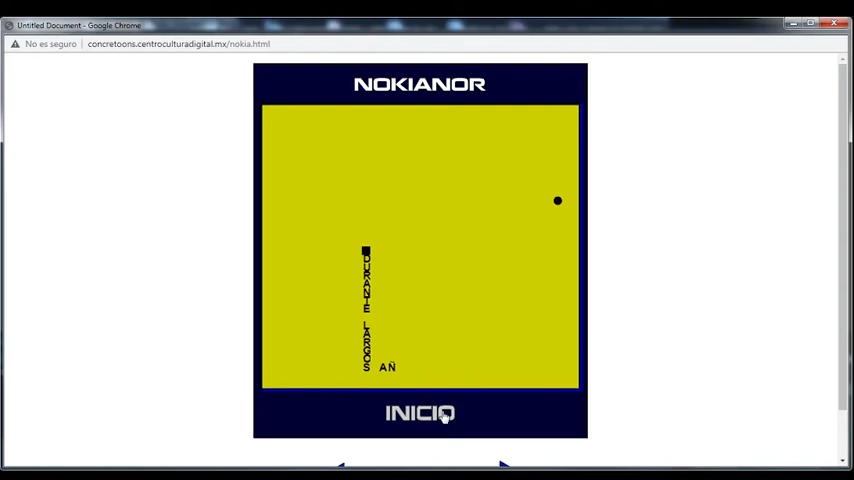 Untitled Document - Google Chrome
No es seguro
concretoons.centroculturadigital.mx/nokia.html
NOKIANOR
DURANTE LARGOS AÑ
INICIO